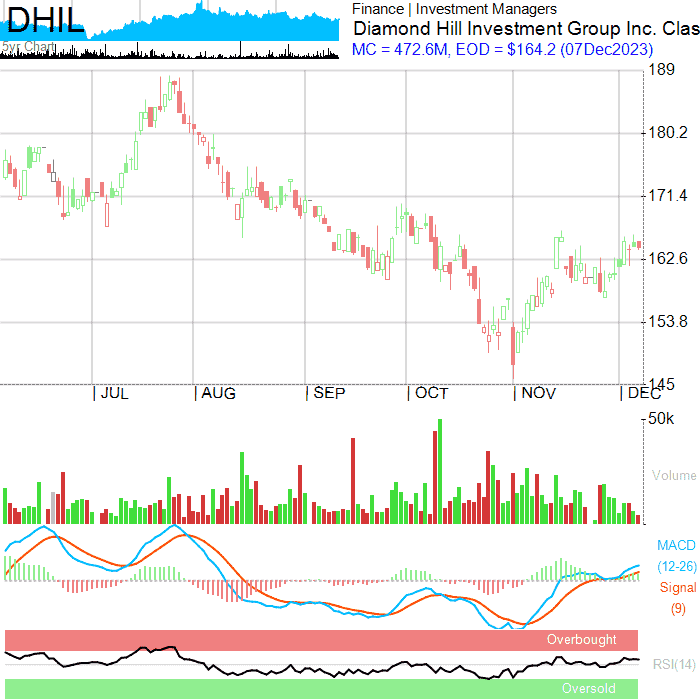 DHIL
5yr Chart
Finance | Investment Managers
Diamond Hill Investment Group Inc. Clas
MC = 472.6M, EOD = $164.2 (07Dec2023)
189
180.2
171.4
162.6
153.8
145
| JUL | AUG | SEP | OCT | NOV | DEC
50k
Volume
MACD
(12-26)
Signal
(9)
Overbought
RSI(14)
Oversold